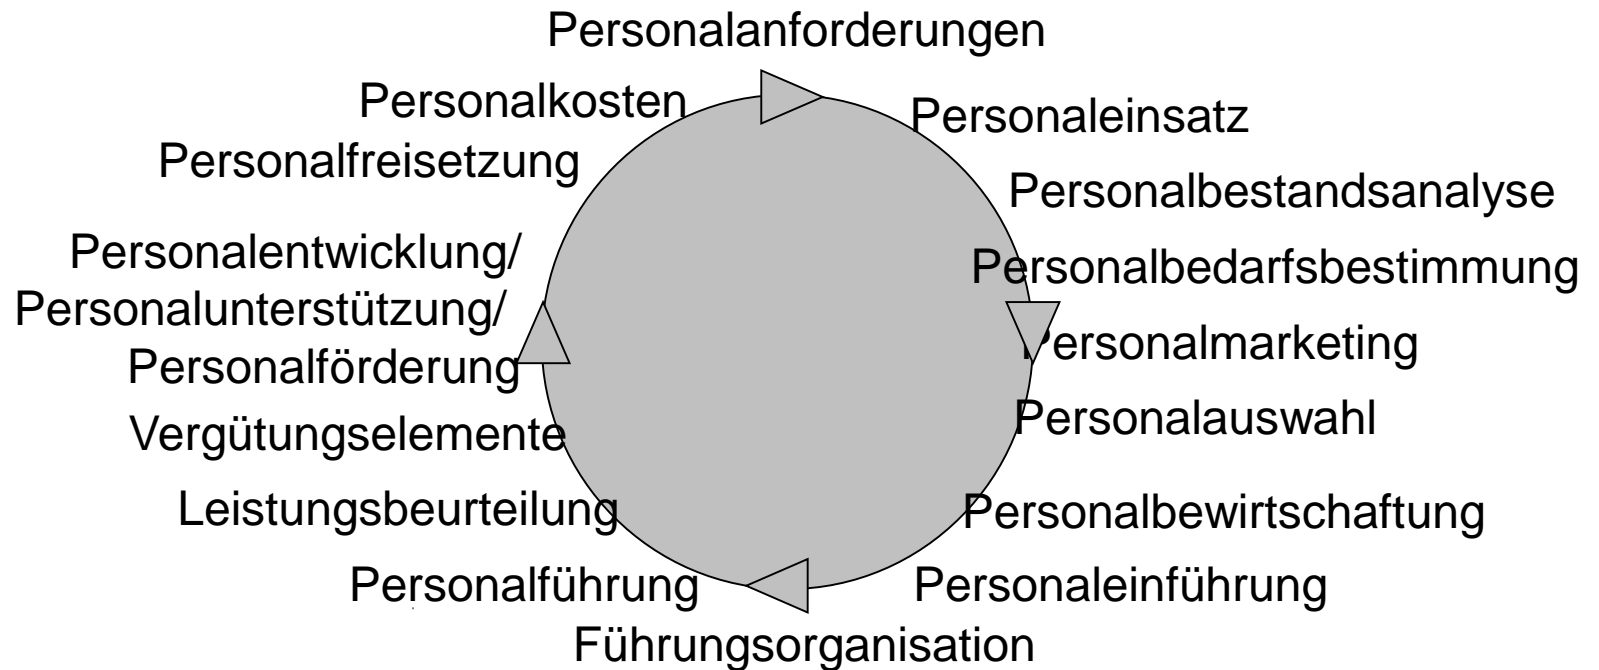 Personalanforderungen
Personaleinsatz
Personalbestandsanalyse
Personalbedarfsbestimmung
Personalmarketing
Personalauswahl
Personalbewirtschaftung
Personaleinführung
Führungsorganisation
Personalführung
Leistungsbeurteilung
Vergütungselemente
Personalentwicklung/
Personalunterstützung/
Personalförderung
Personalfreisetzung
Personalkosten